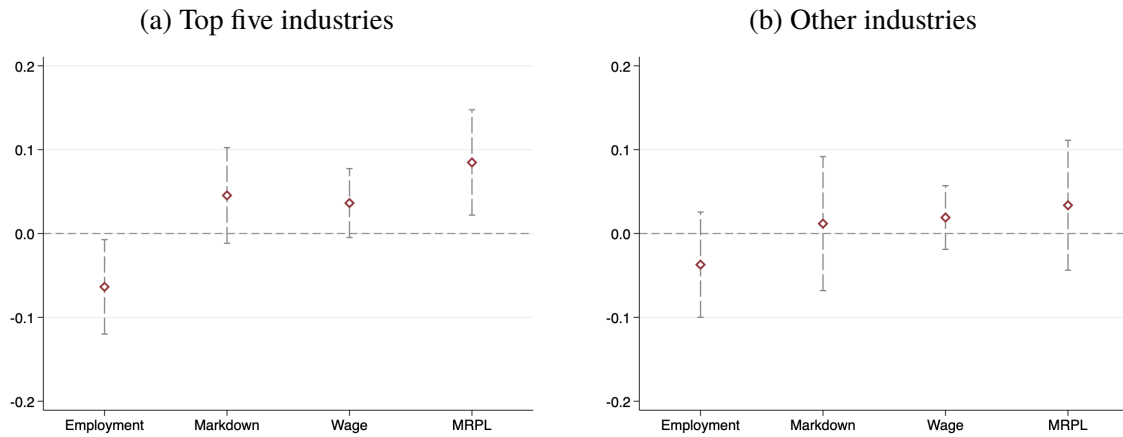 (a) Top five industries
0.2
0.1
0.0
-0.1
-0.2
Employment Markdown Wage MRPL
(b) Other industries
0.2
0.1
0.0
-0.1
-0.2
Employment Markdown Wage MRPL